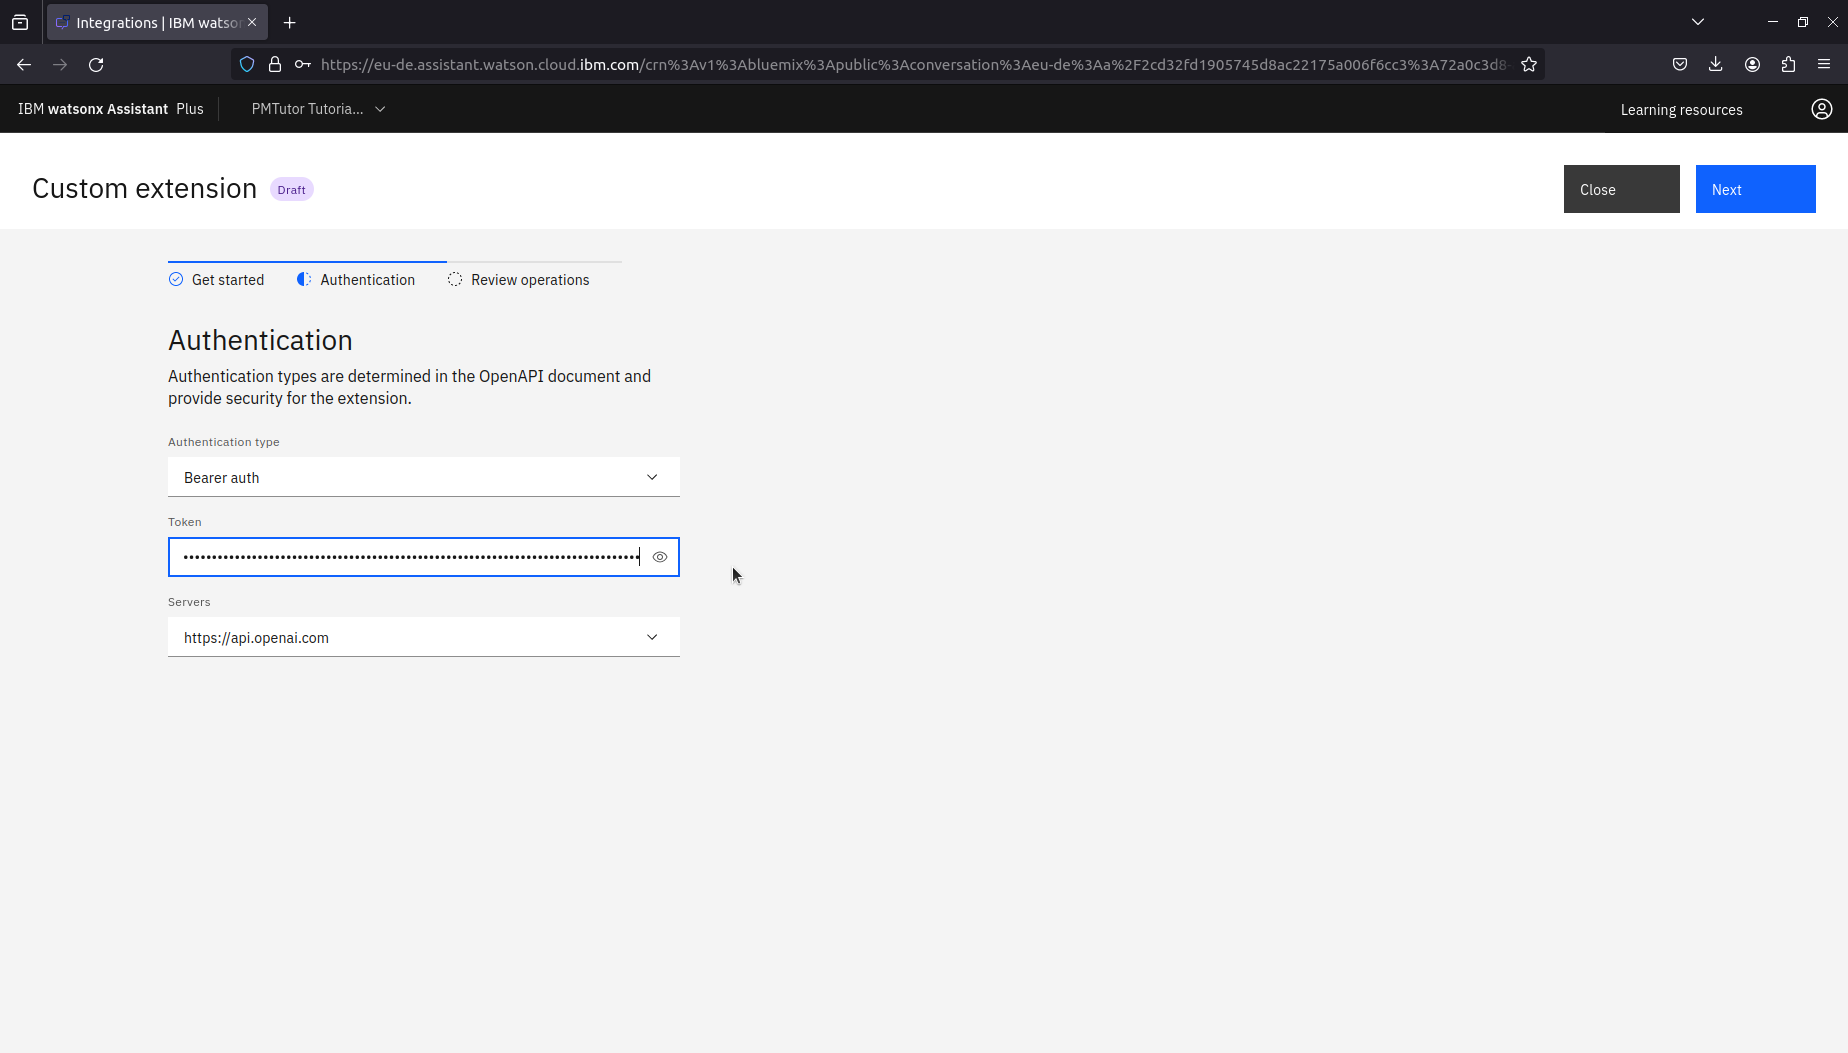 Integrations | IBM watso
https://eu-de.assistant.watson.cloud.ibm.com/crn%3Av1%3Abluemix%3Apublic%3Aconversation%3Aeu-de%3Aa%2F2cd32fd1905745d8ac22175a006f6cc3%3A72a0c3d8-
IBM watsonx Assistant Plus
PMTutor Tutoria...
Learning resources
Custom extension
Draft
Close
Next
Get started
Authentication
Review operations
Authentication
Authentication types are determined in the OpenAPI document and
provide security for the extension.
Authentication type
Bearer auth
Token
Servers
https://api.openai.com